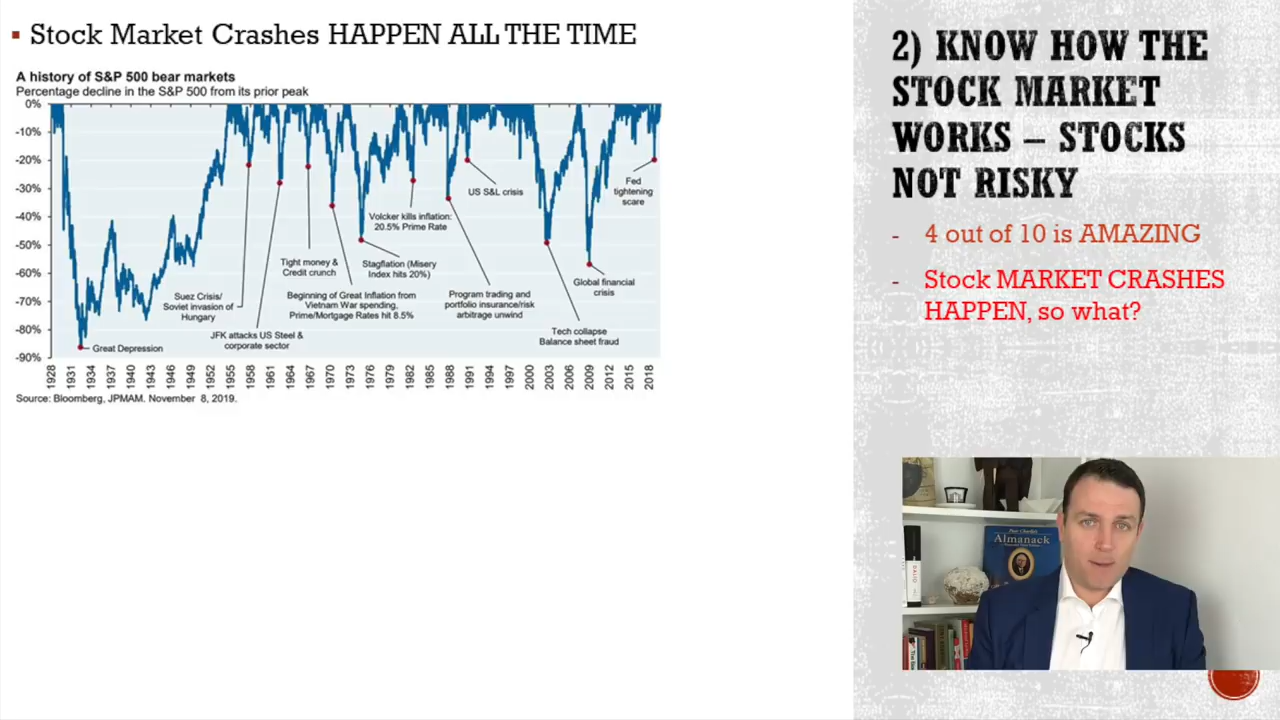 Stock Market Crashes HAPPEN ALL THE TIME
A history of S&P 500 bear markets
Percentage decline in the S&P 500 from its prior peak
0%
-10%
-20%
-30%
-40%
-50%
-60%
-70%
-80%
-90%
Suez Crisis/
Soviet invasion of
Hungary
Great Depression
JFK attacks US Steel &
corporate sector
Tight money &
Credit crunch
Beginning of Great Inflation from
Vietnam War spending,
Prime/Mortgage Rates hit 8.5%
Stagflation (Misery
Index hits 20%)
Volcker kills inflation:
20.5% Prime Rate
US S&L crisis
Program trading and
portfolio insurance/risk
arbitrage unwind
Tech collapse
Balance sheet fraud
Global financial
crisis
Fed
tightening
scare
1928
1931
1934
1937
1940
1943
1946
1949
1952
1955
1958
1961
1964
1967
1970
1973
1976
1979
1982
1985
1988
1991
1994
1997
2000
2003
2006
2009
2012
2015
2018
Source: Bloomberg, JPMAM. November 8, 2019.
2) KNOW HOW THE
STOCK MARKET
WORKS – STOCKS
NOT RISKY
- 4 out of 10 is AMAZING
- Stock MARKET CRASHES
HAPPEN, so what?
Almanack
DALIO